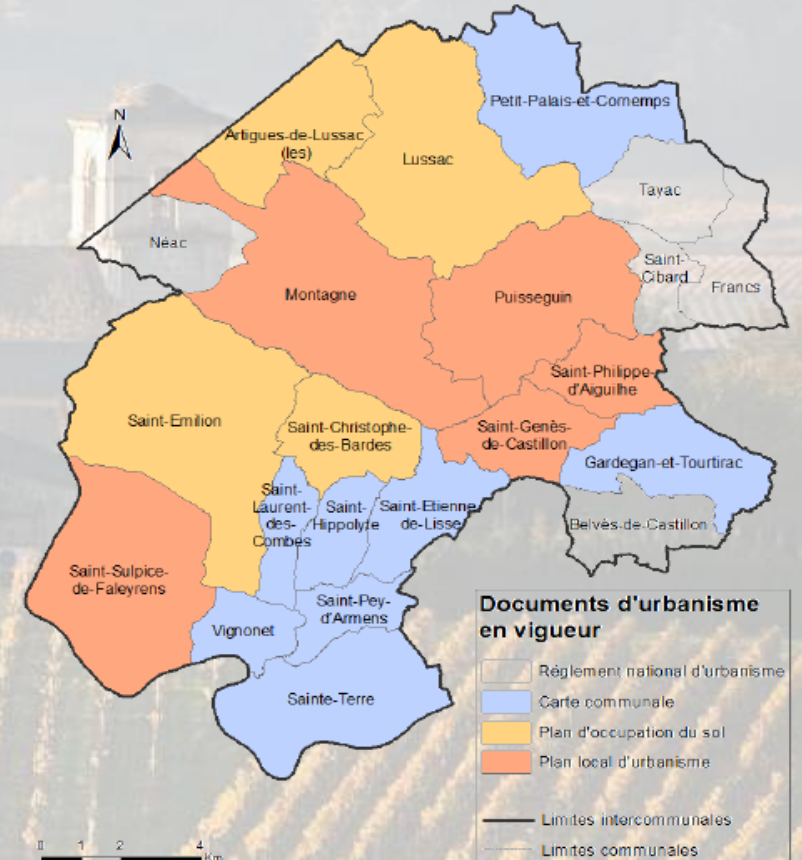 Petit-Palais-et-Cornemps
N
Artigues-de-Lussac
(les)
Lussac
Tayac
Néac
Saint-
Cibard
Francs
Montagne
Puisseguin
Saint-Philippe-
d'Aiguilhe
Saint-Emilion
Saint-Christophe-
des-Bardes
Saint-Genès-
de-Castillon
Gardegan-et-Tourtirac
Saint-
Laurent-
des-
Combes
Saint-
Hippolyte
Saint-Etienne
de-Lisse
Belvès-de-Castillon
Saint-Sulpice-
de-Faleyrens
Saint-Pey-
d'Armens
Vignonet
Sainte-Terre
Documents d'urbanisme
en vigueur
Réglement national d'urbanisme
Carte communale
Plan d'occupation du sol
Plan local d'urbanisme
Limites intercommunales
Limites communales
0 1 2 4
Km